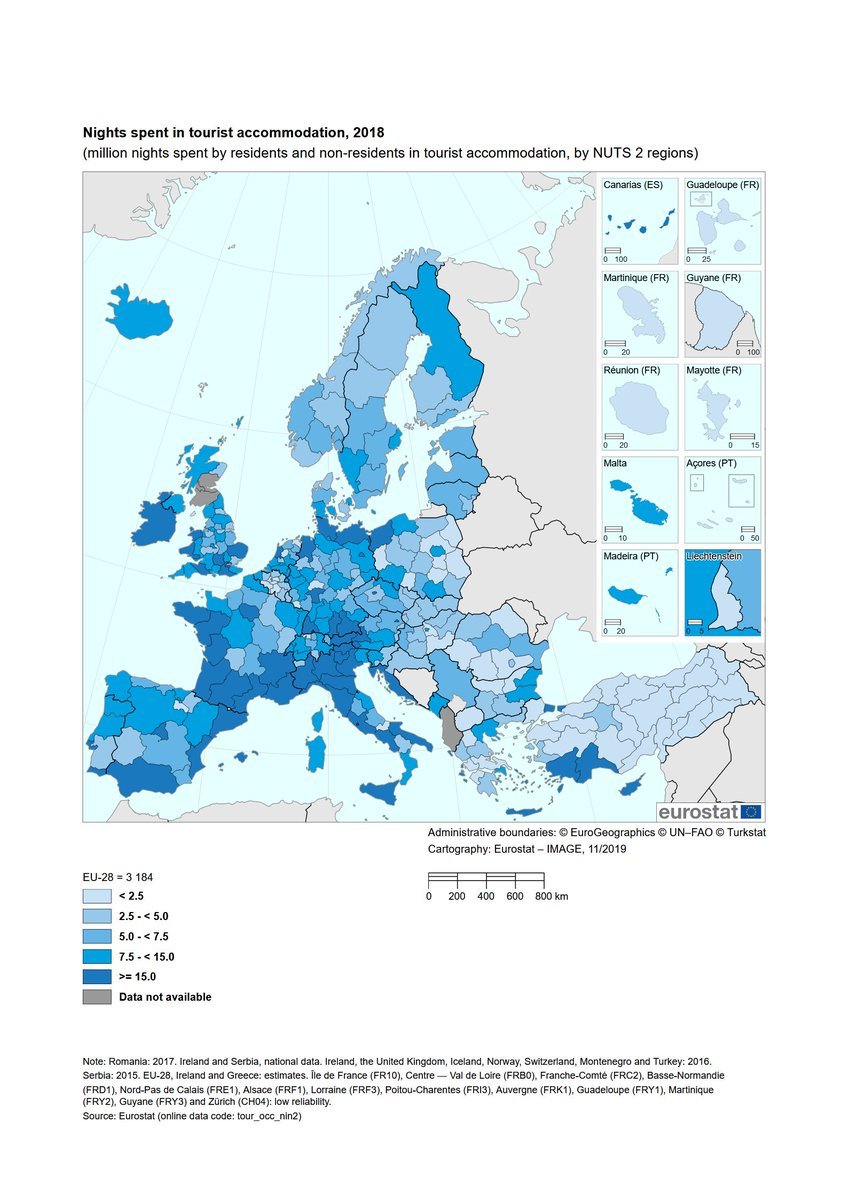 Nights spent in tourist accommodation, 2018
(million nights spent by residents and non-residents in tourist accommodation, by NUTS 2 regions)
Canarias (ES)
0 100
Guadeloupe (FR)
0 25
Martinique (FR)
0 20
Guyane (FR)
0 100
Réunion (FR)
0 20
Mayotte (FR)
0 15
Malta
0 10
Açores (PT)
0 50
Madeira (PT)
0 20
Liechtenstein
0 5
eurostat
Administrative boundaries: © EuroGeographics © UN–FAO © Turkstat
Cartography: Eurostat – IMAGE, 11/2019
0 200 400 600 800 km
EU-28 = 3 184
< 2.5
2.5 - < 5.0
5.0 - < 7.5
7.5 - < 15.0
>= 15.0
Data not available
Note: Romania: 2017. Ireland and Serbia, national data. Ireland, the United Kingdom, Iceland, Norway, Switzerland, Montenegro and Turkey: 2016.
Serbia: 2015. EU-28, Ireland and Greece: estimates. Île de France (FR10), Centre — Val de Loire (FRB0), Franche-Comté (FRC2), Basse-Normandie
(FRD1), Nord-Pas de Calais (FRE1), Alsace (FRF1), Lorraine (FRF3), Poitou-Charentes (FRI3), Auvergne (FRK1), Guadeloupe (FRY1), Martinique
(FRY2), Guyane (FRY3) and Zürich (CH04): low reliability.
Source: Eurostat (online data code: tour_occ_nin2)